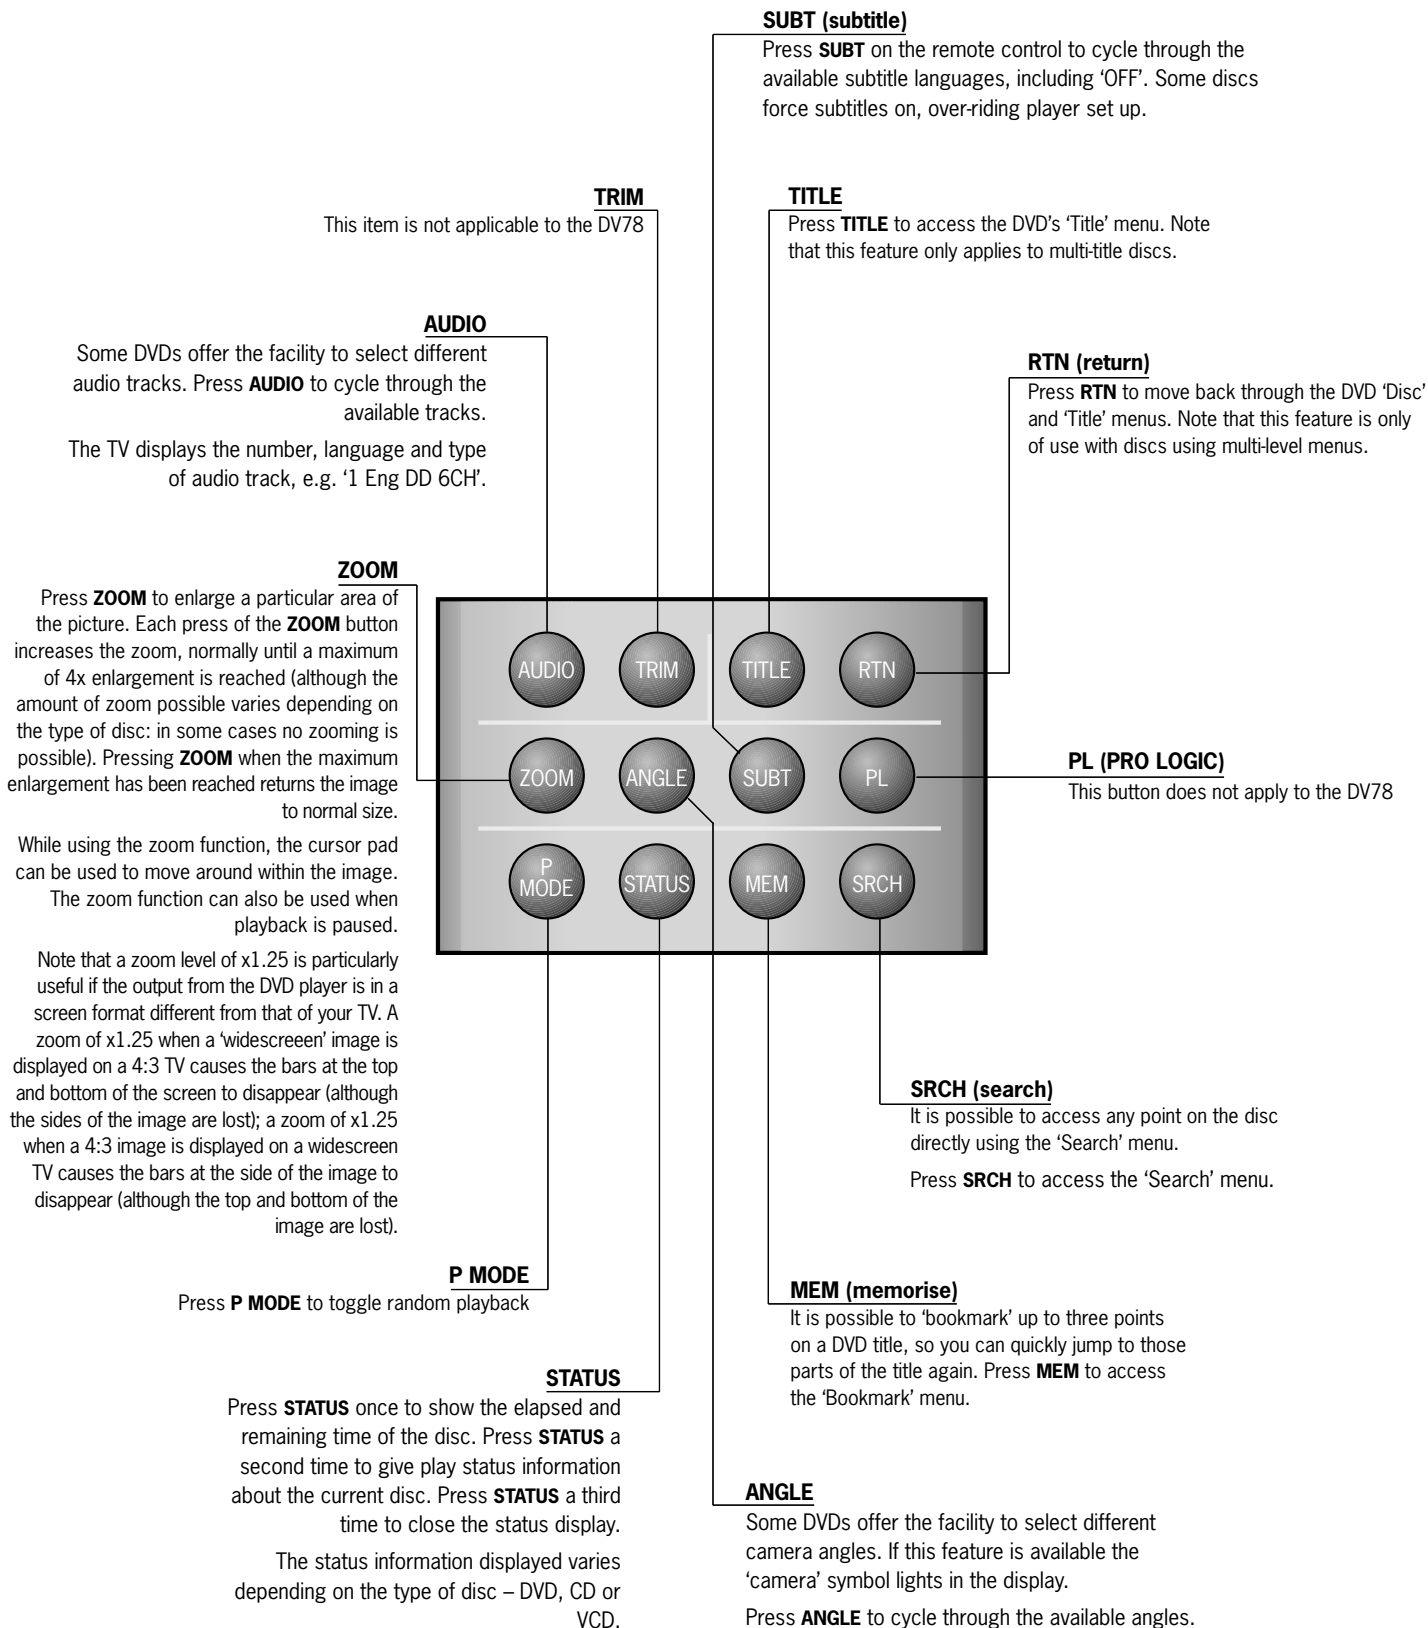 SUBT (subtitle)
Press SUBT on the remote control to cycle through the
available subtitle languages, including ‘OFF’. Some discs
force subtitles on, over-riding player set up.
TRIM
This item is not applicable to the DV78
TITLE
Press TITLE to access the DVD’s ‘Title’ menu. Note
that this feature only applies to multi-title discs.
AUDIO
Some DVDs offer the facility to select different
audio tracks. Press AUDIO to cycle through the
available tracks.
The TV displays the number, language and type
of audio track, e.g. ‘1 Eng DD 6CH’.
RTN (return)
Press RTN to move back through the DVD ‘Disc’
and ‘Title’ menus. Note that this feature is only
of use with discs using multi-level menus.
ZOOM
Press ZOOM to enlarge a particular area of
the picture. Each press of the ZOOM button
increases the zoom, normally until a maximum
of 4x enlargement is reached (although the
amount of zoom possible varies depending on
the type of disc: in some cases no zooming is
possible). Pressing ZOOM when the maximum
enlargement has been reached returns the image
to normal size.
While using the zoom function, the cursor pad
can be used to move around within the image.
The zoom function can also be used when
playback is paused.
Note that a zoom level of x1.25 is particularly
useful if the output from the DVD player is in a
screen format different from that of your TV. A
zoom of x1.25 when a ‘widescreeen’ image is
displayed on a 4:3 TV causes the bars at the top
and bottom of the screen to disappear (although
the sides of the image are lost); a zoom of x1.25
when a 4:3 image is displayed on a widescreen
TV causes the bars at the side of the image to
disappear (although the top and bottom of the
image are lost).
AUDIO TRIM TITLE RTN
ZOOM ANGLE SUBT PL
P
MODE STATUS MEM SRCH
PL (PRO LOGIC)
This button does not apply to the DV78
SRCH (search)
It is possible to access any point on the disc
directly using the ‘Search’ menu.
Press SRCH to access the ‘Search’ menu.
P MODE
Press P MODE to toggle random playback
MEM (memorise)
It is possible to ‘bookmark’ up to three points
on a DVD title, so you can quickly jump to those
parts of the title again. Press MEM to access
the ‘Bookmark’ menu.
STATUS
Press STATUS once to show the elapsed and
remaining time of the disc. Press STATUS a
second time to give play status information
about the current disc. Press STATUS a third
time to close the status display.
The status information displayed varies
depending on the type of disc – DVD, CD or
VCD.
ANGLE
Some DVDs offer the facility to select different
camera angles. If this feature is available the
‘camera’ symbol lights in the display.
Press ANGLE to cycle through the available angles.